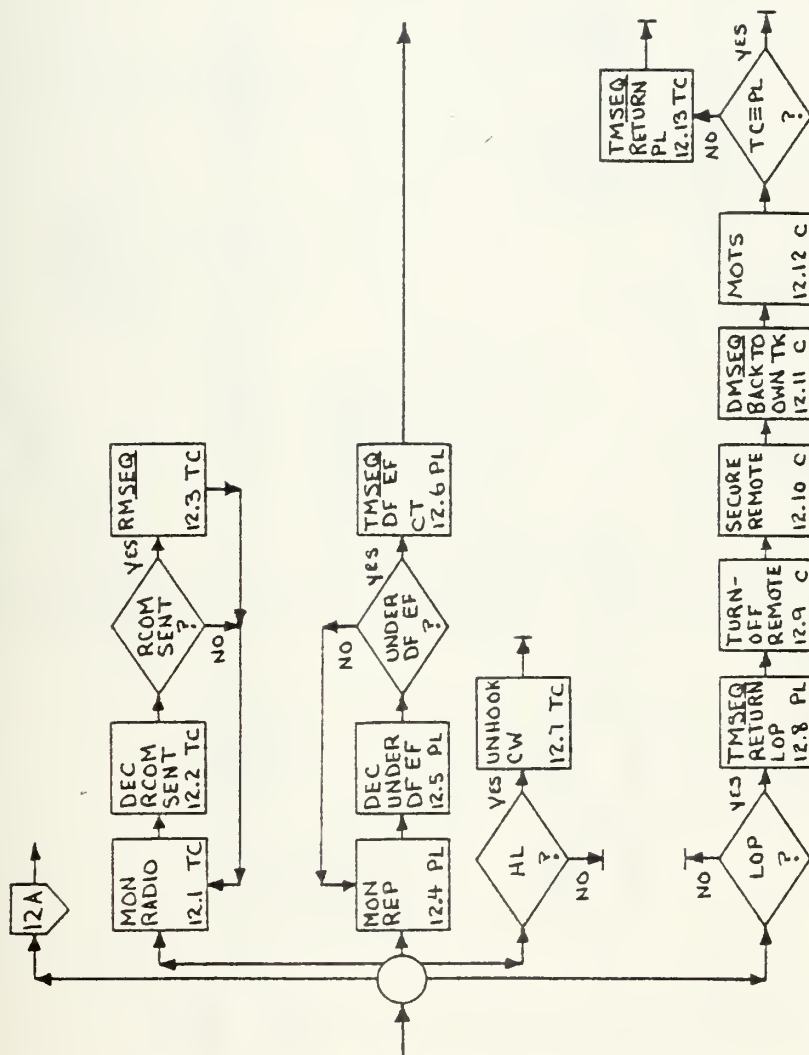 12A
MON
RADIO
12.1 TC
DEC
RCOM
SENT
12.2 TC
RCOM
SENT
?
YES
NO
RMSEQ
12.3 TC
MON
REP
12.4 PL
DEC
UNDER
DF EF
12.5 PL
UNDER
DF EF
?
NO
YES
TMSEQ
DF EF
CT
12.6 PL
HL
?
YES
NO
UNHOOK
CW
12.7 TC
LOP
?
NO
YES
TMSEQ
RETURN
LOP
12.8 PL
TURN-
OFF
REMOTE
12.9 C
SECURE
REMOTE
12.10 C
DMSEQ
BACK TO
OWN TK
12.11 C
MOTS
12.12 C
TC≡PL
?
NO
YES
TMSEQ
RETURN
PL
12.13 TC